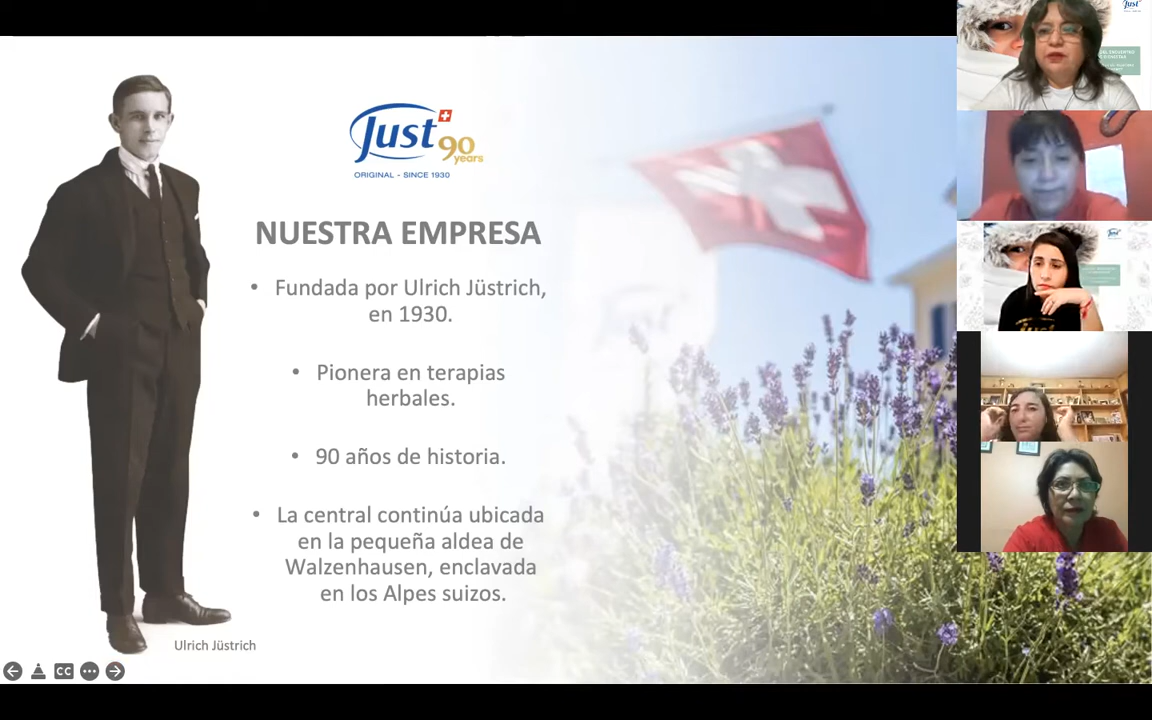 Just
90
years
ORIGINAL - SINCE 1930
NUESTRA EMPRESA
• Fundada por Ulrich Jüstrich,
en 1930.
• Pionera en terapias
herbales.
• 90 años de historia.
• La central continúa ubicada
en la pequeña aldea de
Walzenhausen, enclavada
en los Alpes suizos.
Ulrich Jüstrich
CC
Just
Just